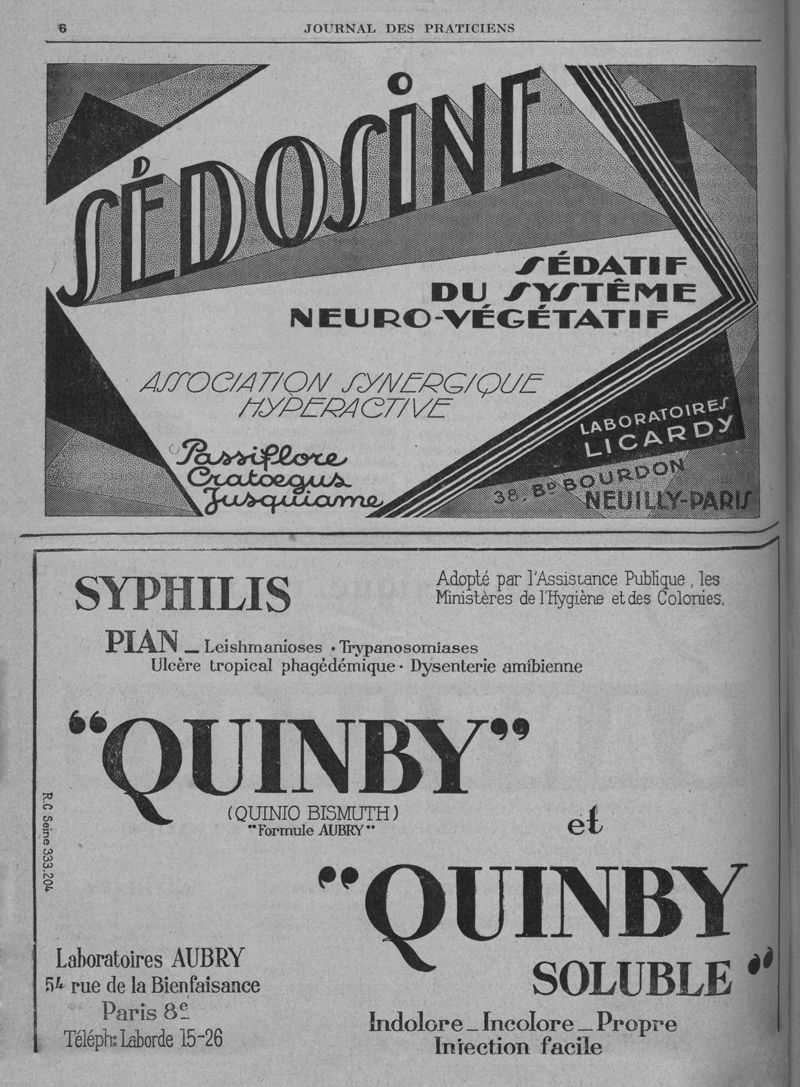 6
JOURNAL DES PRATICIENS
SÉDOSINE
SÉDATIF
DU SYSTÊME
NEURO-VÉGÉTATIF
ASSOCIATION SYNERGIQUE
HYPERACTIVE
Passiflore
Cratoegus
Jusquiame
LABORATOIRES
LICARDY
38, BD BOURDON
NEUILLY-PARIS
SYPHILIS
Adopté par l'Assistance Publique, les
Ministères de l'Hygiène et des Colonies.
PIAN _ Leishmanioses • Trypanosomiases
Ulcère tropical phagédémique • Dysenterie amibienne
“QUINBY”
(QUINIO BISMUTH)
"Formule AUBRY"
et
“QUINBY
SOLUBLE”
R.C Seine 333.204
Laboratoires AUBRY
54 rue de la Bienfaisance
Paris 8e
Téléph: Laborde 15-26
Indolore _ Incolore _ Propre
Injection facile